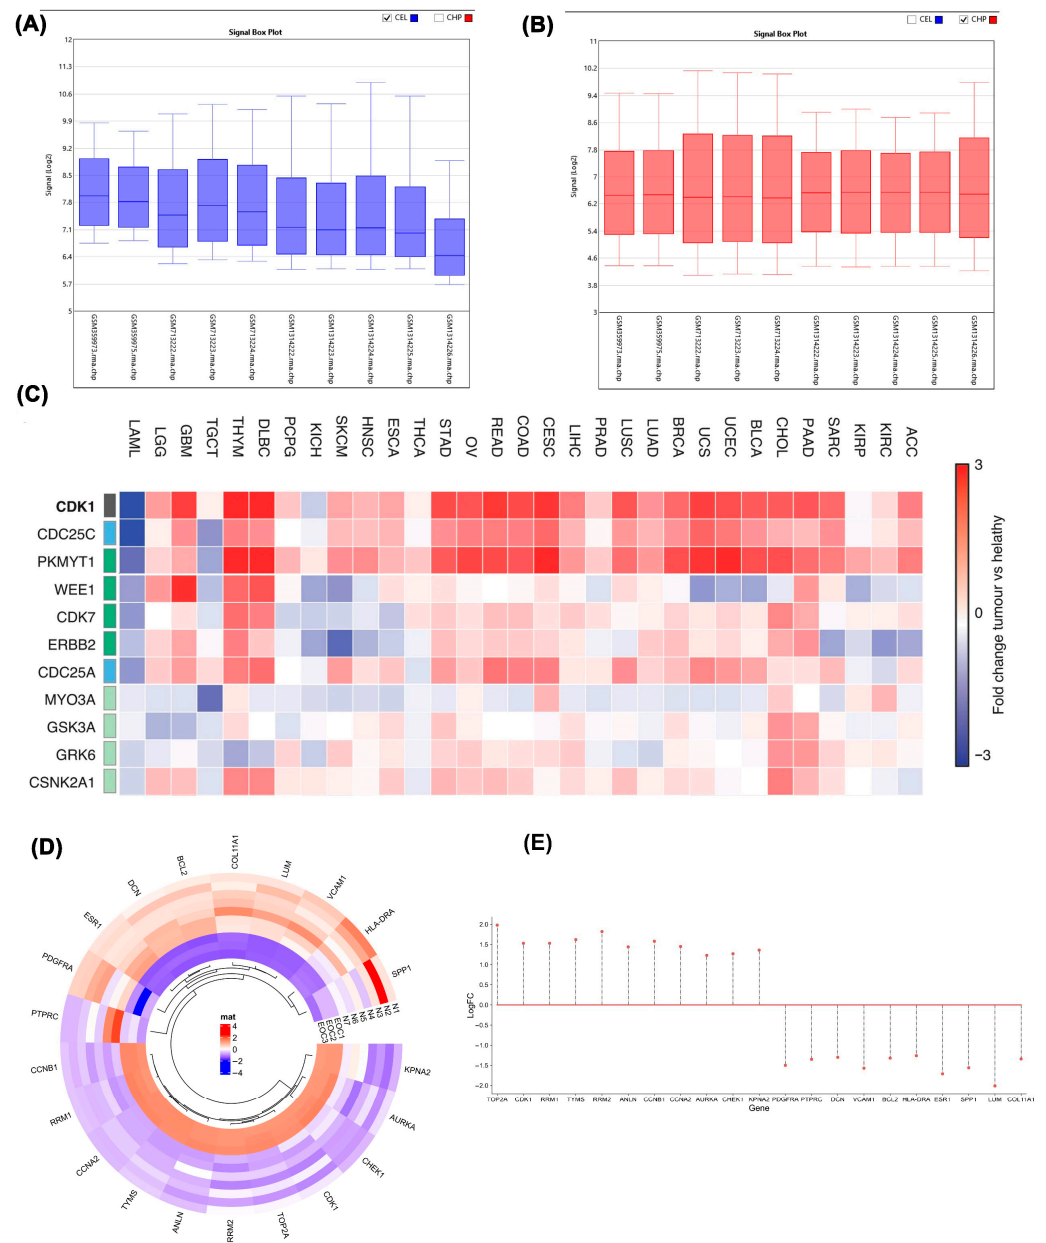 (A)
CEL CHP
Signal Box Plot
Signal (Log2)
12
11.3
10.6
9.9
9.2
8.5
7.8
7.1
6.4
5.7
5
GSM359973.rma.chp
GSM359975.rma.chp
GSM713222.rma.chp
GSM713223.rma.chp
GSM713224.rma.chp
GSM1314222.rma.chp
GSM1314223.rma.chp
GSM1314224.rma.chp
GSM1314225.rma.chp
GSM1314226.rma.chp
(B)
CEL CHP
Signal Box Plot
Signal (Log2)
11
10.2
9.4
8.6
7.8
7
6.2
5.4
4.6
3.8
3
GSM359973.rma.chp
GSM359975.rma.chp
GSM713222.rma.chp
GSM713223.rma.chp
GSM713224.rma.chp
GSM1314222.rma.chp
GSM1314223.rma.chp
GSM1314224.rma.chp
GSM1314225.rma.chp
GSM1314226.rma.chp
(C)
LAML LGG GBM TGCT THYM DLBC PCPG KICH SKCM HNSC ESCA THCA STAD OV READ COAD CESC LIHC PRAD LUSC LUAD BRCA UCS UCEC BLCA CHOL PAAD SARC KIRP KIRC ACC
CDK1
CDC25C
PKMYT1
WEE1
CDK7
ERBB2
CDC25A
MYO3A
GSK3A
GRK6
CSNK2A1
3
0
−3
Fold change tumour vs helathy
(D)
COL11A1
LUM
VCAM1
HLA-DRA
SPP1
BCL2
DCN
ESR1
PDGFRA
PTPRC
CCNB1
RRM1
CCNA2
TYMS
ANLN
RRM2
TOP2A
CDK1
CHEK1
AURKA
KPNA2
N1
N2
N3
N4
N5
N6
N7
EOC1
EOC2
EOC3
mat
4
2
0
−2
−4
(E)
LogFC
2.0
1.5
1.0
0.5
0.0
−0.5
−1.0
−1.5
−2.0
TOP2A CDK1 RRM1 TYMS RRM2 ANLN CCNB1 CCNA2 AURKA CHEK1 KPNA2 PDGFRA PTPRC DCN VCAM1 BCL2 HLA-DRA ESR1 SPP1 LUM COL11A1
Gene